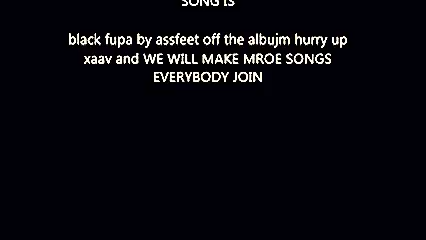 SONG IS
black fupa by assfeet off the albujm hurry up
xaav and WE WILL MAKE MROE SONGS
EVERYBODY JOIN